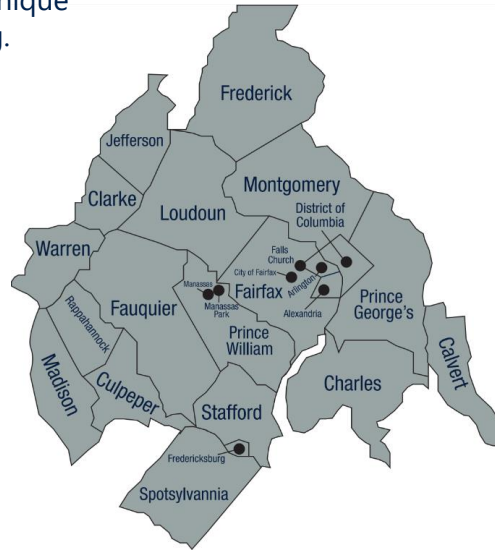 nique
g.
Frederick
Jefferson
Montgomery
Clarke
Loudoun
District of
Columbia
Falls
Church
Warren
City of Fairfax
Manassas
Arlington
Fairfax
Rappahannock
Fauquier
Manassas
Park
Alexandria
Prince
George's
Prince
William
Madison
Culpeper
Calvert
Charles
Stafford
Fredericksburg
Spotsylvannia